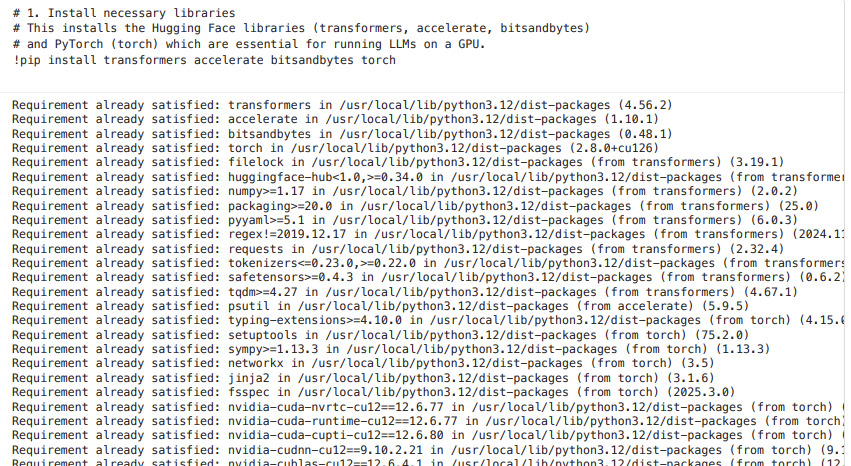 # 1. Install necessary libraries
# This installs the Hugging Face libraries (transformers, accelerate, bitsandbytes)
# and PyTorch (torch) which are essential for running LLMs on a GPU.
!pip install transformers accelerate bitsandbytes torch
Requirement already satisfied: transformers in /usr/local/lib/python3.12/dist-packages (4.56.2)
Requirement already satisfied: accelerate in /usr/local/lib/python3.12/dist-packages (1.10.1)
Requirement already satisfied: bitsandbytes in /usr/local/lib/python3.12/dist-packages (0.48.1)
Requirement already satisfied: torch in /usr/local/lib/python3.12/dist-packages (2.8.0+cu126)
Requirement already satisfied: filelock in /usr/local/lib/python3.12/dist-packages (from transformers) (3.19.1)
Requirement already satisfied: huggingface-hub<1.0,>=0.34.0 in /usr/local/lib/python3.12/dist-packages (from transformer
Requirement already satisfied: numpy>=1.17 in /usr/local/lib/python3.12/dist-packages (from transformers) (2.0.2)
Requirement already satisfied: packaging>=20.0 in /usr/local/lib/python3.12/dist-packages (from transformers) (25.0)
Requirement already satisfied: pyyaml>=5.1 in /usr/local/lib/python3.12/dist-packages (from transformers) (6.0.3)
Requirement already satisfied: regex!=2019.12.17 in /usr/local/lib/python3.12/dist-packages (from transformers) (2024.11
Requirement already satisfied: requests in /usr/local/lib/python3.12/dist-packages (from transformers) (2.32.4)
Requirement already satisfied: tokenizers<=0.23.0,>=0.22.0 in /usr/local/lib/python3.12/dist-packages (from transformers
Requirement already satisfied: safetensors>=0.4.3 in /usr/local/lib/python3.12/dist-packages (from transformers) (0.6.2)
Requirement already satisfied: tqdm>=4.27 in /usr/local/lib/python3.12/dist-packages (from transformers) (4.67.1)
Requirement already satisfied: psutil in /usr/local/lib/python3.12/dist-packages (from accelerate) (5.9.5)
Requirement already satisfied: typing-extensions>=4.10.0 in /usr/local/lib/python3.12/dist-packages (from torch) (4.15.0
Requirement already satisfied: setuptools in /usr/local/lib/python3.12/dist-packages (from torch) (75.2.0)
Requirement already satisfied: sympy>=1.13.3 in /usr/local/lib/python3.12/dist-packages (from torch) (1.13.3)
Requirement already satisfied: networkx in /usr/local/lib/python3.12/dist-packages (from torch) (3.5)
Requirement already satisfied: jinja2 in /usr/local/lib/python3.12/dist-packages (from torch) (3.1.6)
Requirement already satisfied: fsspec in /usr/local/lib/python3.12/dist-packages (from torch) (2025.3.0)
Requirement already satisfied: nvidia-cuda-nvrtc-cu12==12.6.77 in /usr/local/lib/python3.12/dist-packages (from torch) (
Requirement already satisfied: nvidia-cuda-runtime-cu12==12.6.77 in /usr/local/lib/python3.12/dist-packages (from torch)
Requirement already satisfied: nvidia-cuda-cupti-cu12==12.6.80 in /usr/local/lib/python3.12/dist-packages (from torch) (
Requirement already satisfied: nvidia-cudnn-cu12==9.10.2.21 in /usr/local/lib/python3.12/dist-packages (from torch) (9.1
Requirement already satisfied: nvidia-cublas-cu12==12.6.4.1 in /usr/local/lib/python3.12/dist-packages (from torch) (12.